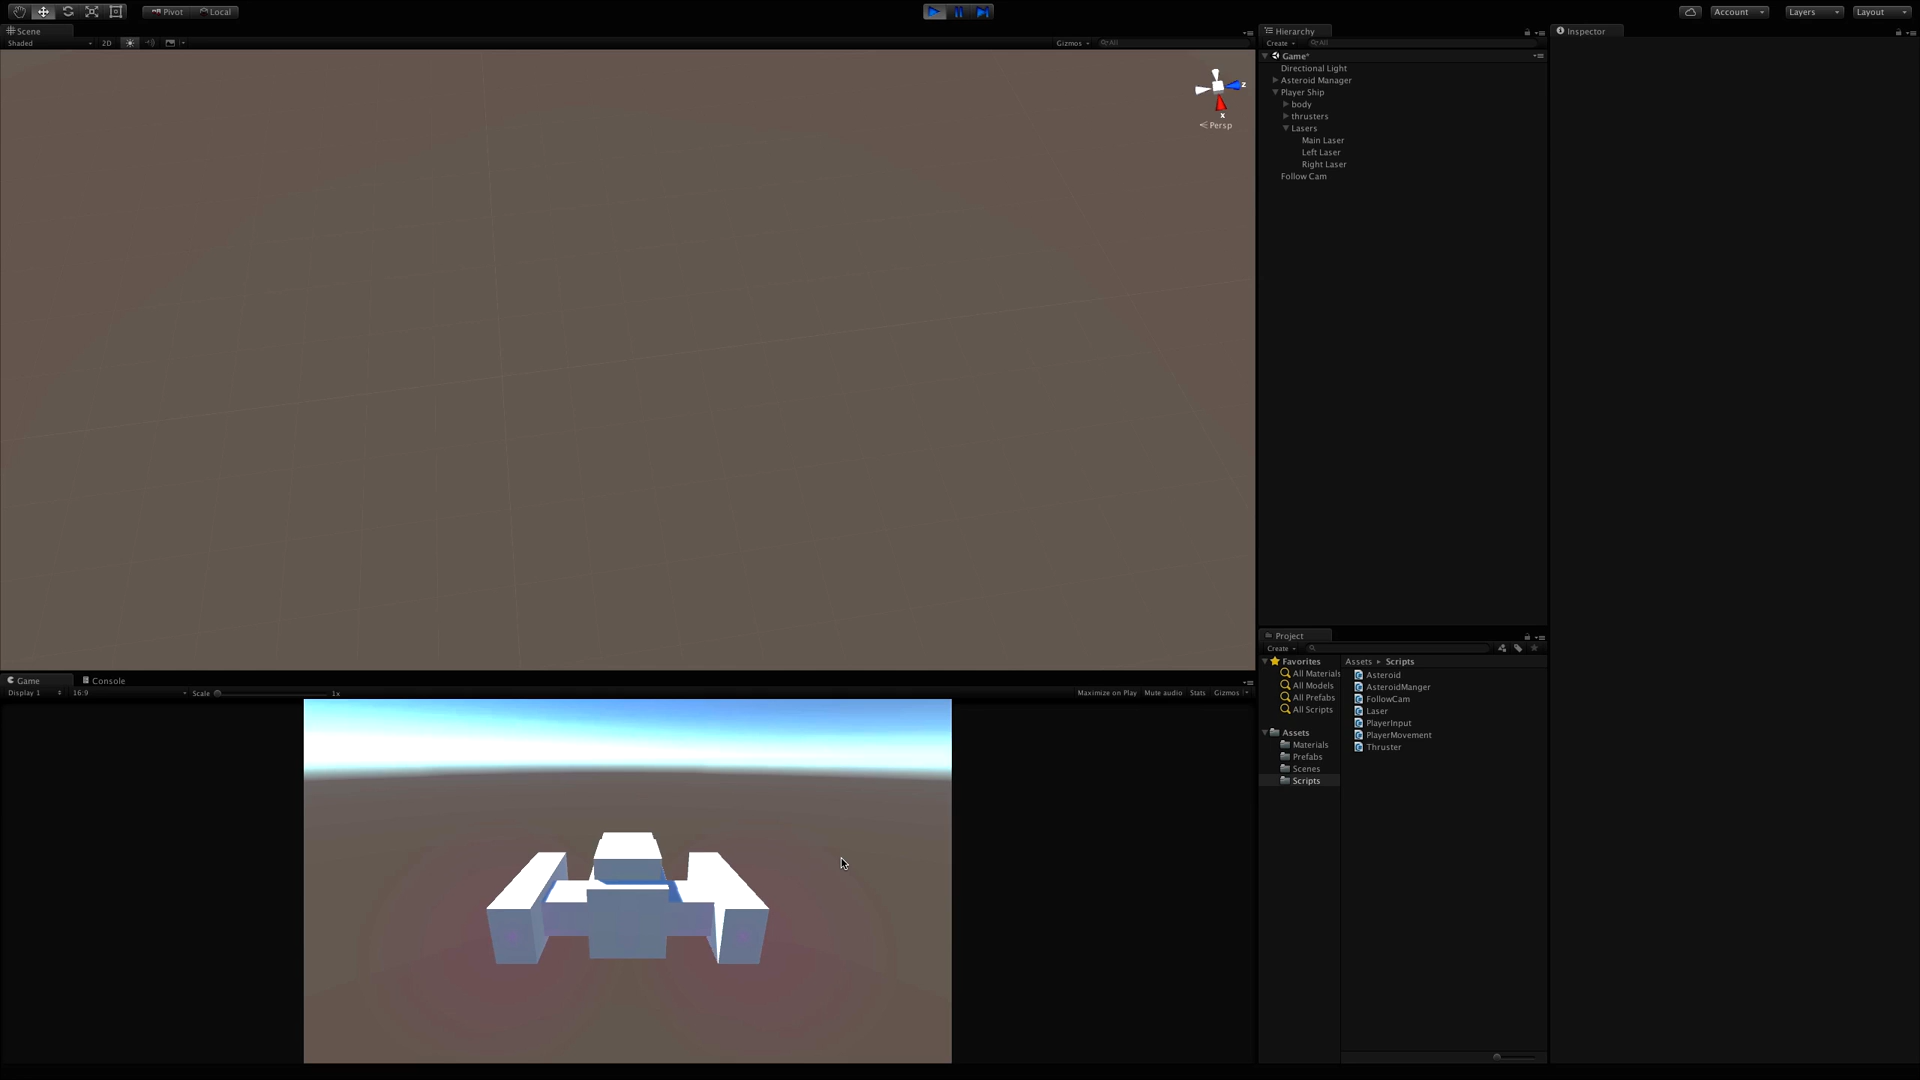 Pivot Local Account Layers Layout
Scene
Shaded 2D Gizmos All
z
x
Persp
Hierarchy
Create All
Game*
Directional Light
Asteroid Manager
Player Ship
body
thrusters
Lasers
Main Laser
Left Laser
Right Laser
Follow Cam
Inspector
Game Console
Display 1 16:9 Scale 1x Maximize on Play Mute audio Stats Gizmos
Project
Create
Favorites
All Materials
All Models
All Prefabs
All Scripts
Assets
Materials
Prefabs
Scenes
Scripts
Assets ▸ Scripts
Asteroid
AsteroidManger
FollowCam
Laser
PlayerInput
PlayerMovement
Thruster